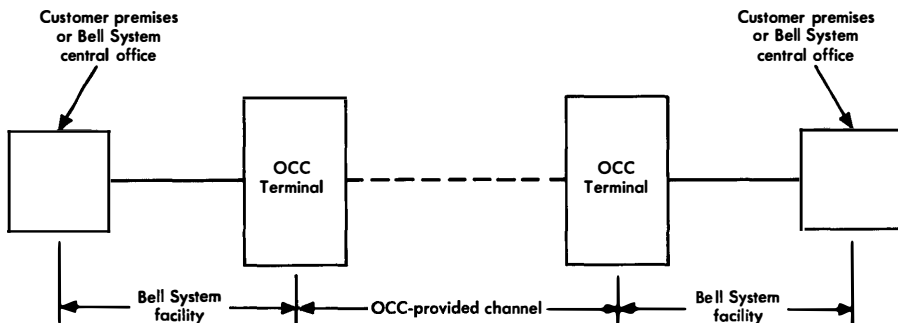 Customer premises
or Bell System
central office
Customer premises
or Bell System
central office
OCC
Terminal
OCC
Terminal
Bell System
facility
OCC-provided channel
Bell System
facility